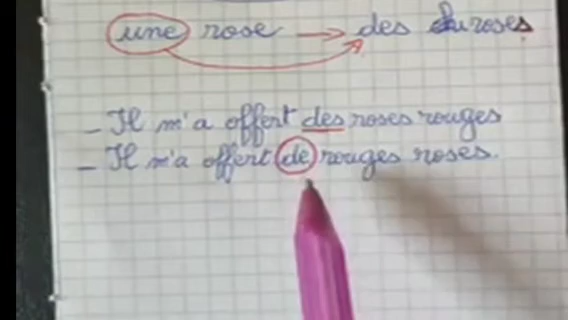 une rose → des roses
– Il m'a offert des roses rouges
– Il m'a offert de rouges roses.